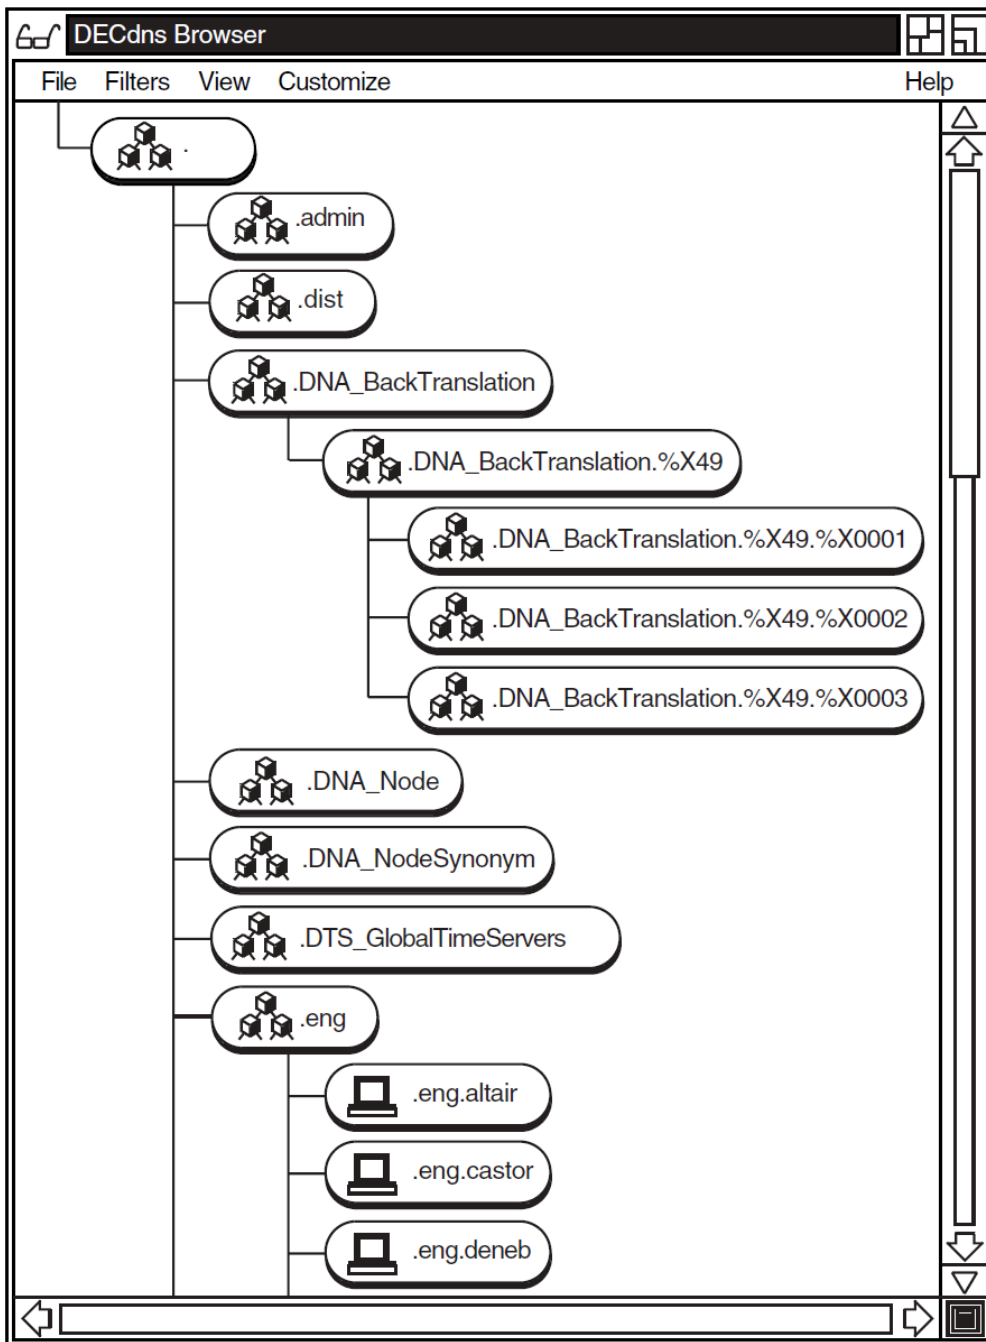 DECdns Browser
File Filters View Customize Help
.
.admin
.dist
.DNA_BackTranslation
.DNA_BackTranslation.%X49
.DNA_BackTranslation.%X49.%X0001
.DNA_BackTranslation.%X49.%X0002
.DNA_BackTranslation.%X49.%X0003
.DNA_Node
.DNA_NodeSynonym
.DTS_GlobalTimeServers
.eng
.eng.altair
.eng.castor
.eng.deneb